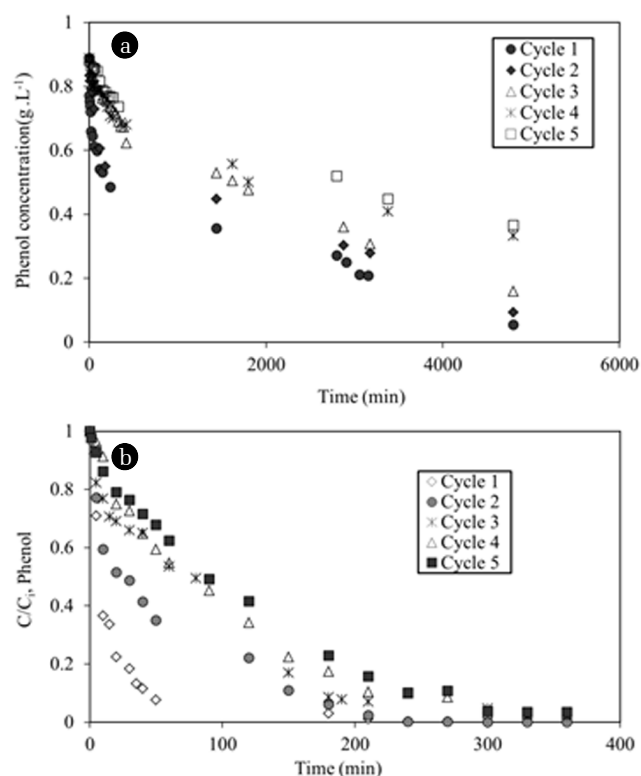 1
a
Cycle 1
0.8
Cycle 2
Cycle 3
Cycle 4
0.6
Cycle 5
Phenol concentration(g .L-1)
0.4
0.2
0
0
2000
4000
6000
Time (min)
1
b
Cycle 1
0.8
Cycle 2
Cycle 3
Cycle 4
0.6
Cycle 5
C/Ci, Phenol
0.4
0.2
0
0
100
200
300
400
Time (min)